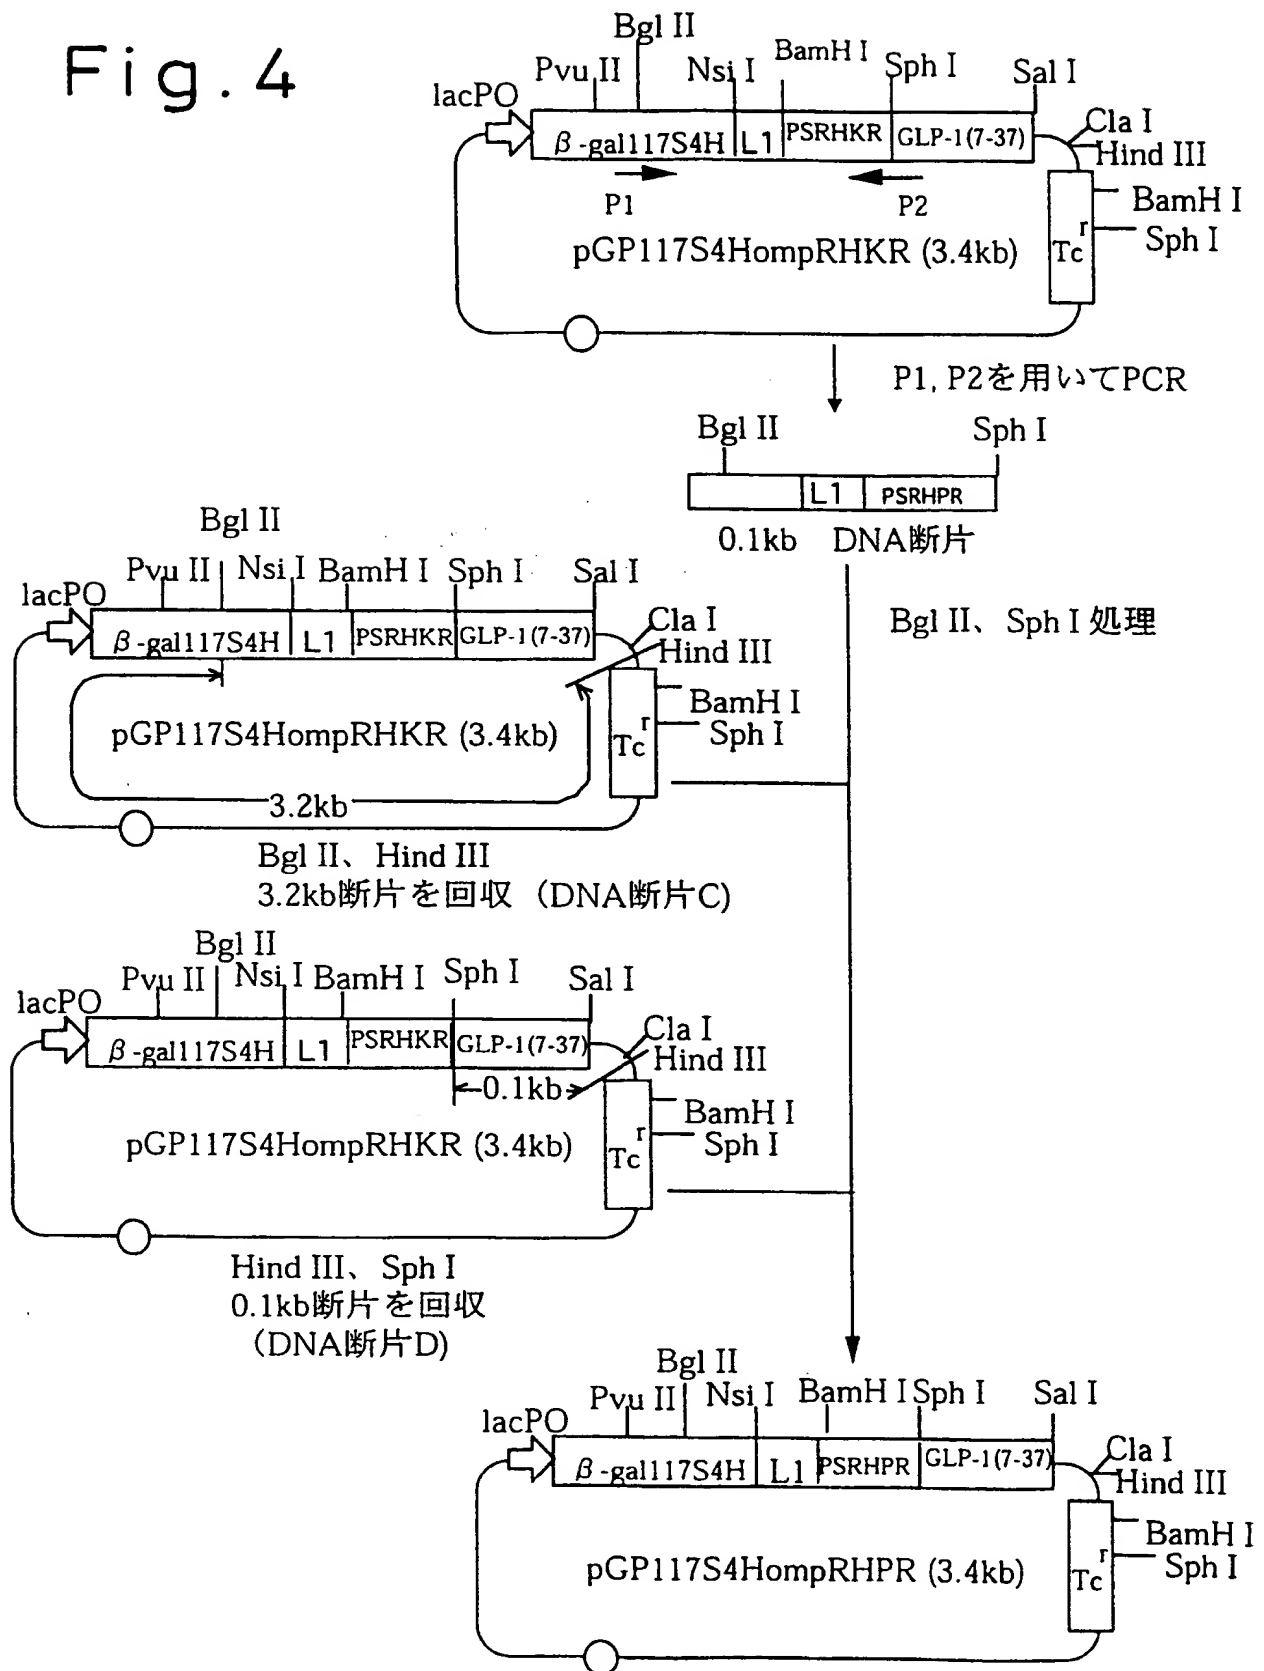 Fig. 4
Bgl II
Pvu II
Nsi I
BamH I
Sph I
Sal I
lacPO
β-gal117S4H
L1
PSRHKR
GLP-1(7-37)
Cla I
Hind III
P1
P2
BamH I
Sph I
Tc r
pGP117S4HompRHKR (3.4kb)
P1, P2を用いてPCR
Bgl II
Sph I
L1
PSRHPR
0.1kb DNA断片
Bgl II、Sph I 処理
Bgl II
Pvu II
Nsi I
BamH I
Sph I
Sal I
lacPO
β-gal117S4H
L1
PSRHKR
GLP-1(7-37)
Cla I
Hind III
BamH I
Sph I
Tc r
pGP117S4HompRHKR (3.4kb)
3.2kb
Bgl II、Hind III
3.2kb断片を回収（DNA断片C)
Bgl II
Pvu II
Nsi I
BamH I
Sph I
Sal I
lacPO
β-gal117S4H
L1
PSRHKR
GLP-1(7-37)
Cla I
Hind III
0.1kb
BamH I
Sph I
Tc r
pGP117S4HompRHKR (3.4kb)
Hind III、Sph I
0.1kb断片を回収
（DNA断片D)
Bgl II
Pvu II
Nsi I
BamH I
Sph I
Sal I
lacPO
β-gal117S4H
L1
PSRHPR
GLP-1(7-37)
Cla I
Hind III
BamH I
Sph I
Tc r
pGP117S4HompRHPR (3.4kb)